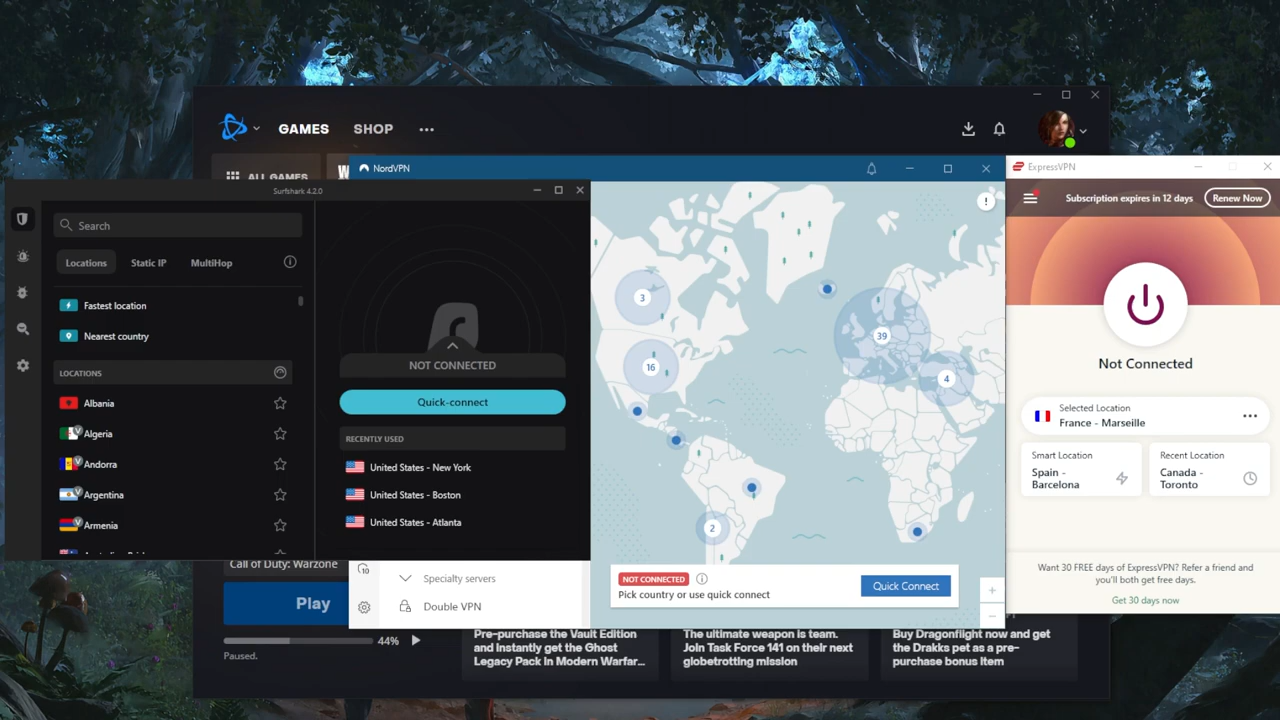 GAMES
SHOP
ALL GAMES
W
NordVPN
ExpressVPN
Surfshark 4.2.0
Search
Locations
Static IP
MultiHop
Fastest location
Nearest country
LOCATIONS
Albania
Algeria
Andorra
Argentina
Armenia
NOT CONNECTED
Quick-connect
RECENTLY USED
United States - New York
United States - Boston
United States - Atlanta
!
3
16
39
4
2
NOT CONNECTED
Pick country or use quick connect
Quick Connect
+
−
Subscription expires in 12 days
Renew Now
Not Connected
Selected Location
France - Marseille
Smart Location
Spain -
Barcelona
Recent Location
Canada -
Toronto
Want 30 FREE days of ExpressVPN? Refer a friend and
you'll both get free days.
Get 30 days now
Call of Duty: Warzone
Play
44%
Paused.
10
Specialty servers
Double VPN
Pre-purchase the Vault Edition
and Instantly get the Ghost
Legacy Pack In Modern Warfar...
The ultimate weapon is team.
Join Task Force 141 on their next
globetrotting mission
Buy Dragonflight now and get
the Drakks pet as a pre-
purchase bonus item